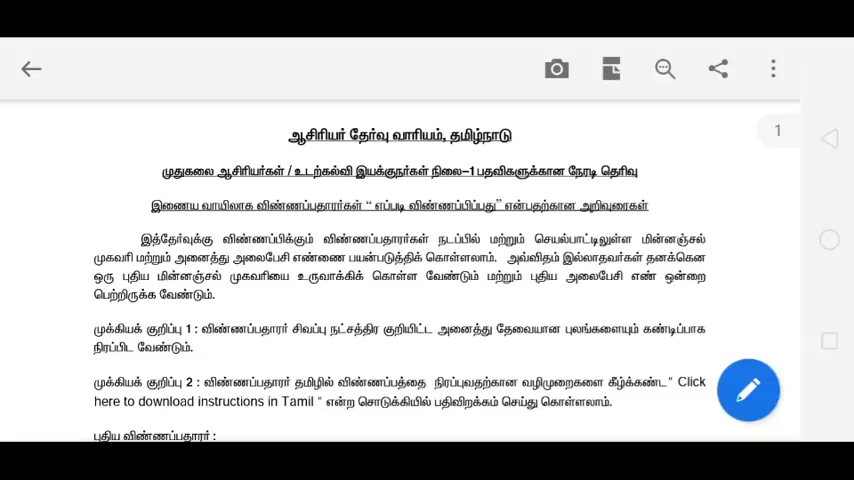 1
ஆசிரியர் தேர்வு வாரியம், தமிழ்நாடு
முதுகலை ஆசிரியர்கள் / உடற்கல்வி இயக்குநர்கள் நிலை–1 பதவிகளுக்கான நேரடி தெரிவு
இணைய வாயிலாக விண்ணப்பதாரர்கள் “ எப்படி விண்ணப்பிப்பது” என்பதற்கான அறிவுரைகள்
இத்தேர்வுக்கு விண்ணப்பிக்கும் விண்ணப்பதாரர்கள் நடப்பில் மற்றும் செயல்பாட்டிலுள்ள மின்னஞ்சல்
முகவரி மற்றும் அனைத்து அலைபேசி எண்ணை பயன்படுத்திக் கொள்ளலாம். அவ்விதம் இல்லாதவர்கள் தனக்கென
ஒரு புதிய மின்னஞ்சல் முகவரியை உருவாக்கிக் கொள்ள வேண்டும் மற்றும் புதிய அலைபேசி எண் ஒன்றை
பெற்றிருக்க வேண்டும்.
முக்கியக் குறிப்பு 1 : விண்ணப்பதாரர் சிவப்பு நட்சத்திர குறியிட்ட அனைத்து தேவையான புலங்களையும் கண்டிப்பாக
நிரப்பிட வேண்டும்.
முக்கியக் குறிப்பு 2 : விண்ணப்பதாரர் தமிழில் விண்ணப்பத்தை நிரப்புவதற்கான வழிமுறைகளை கீழ்க்கண்ட” Click
here to download instructions in Tamil ” என்ற சொடுக்கியில் பதிவிறக்கம் செய்து கொள்ளலாம்.
புதிய விண்ணப்பதாரர் :